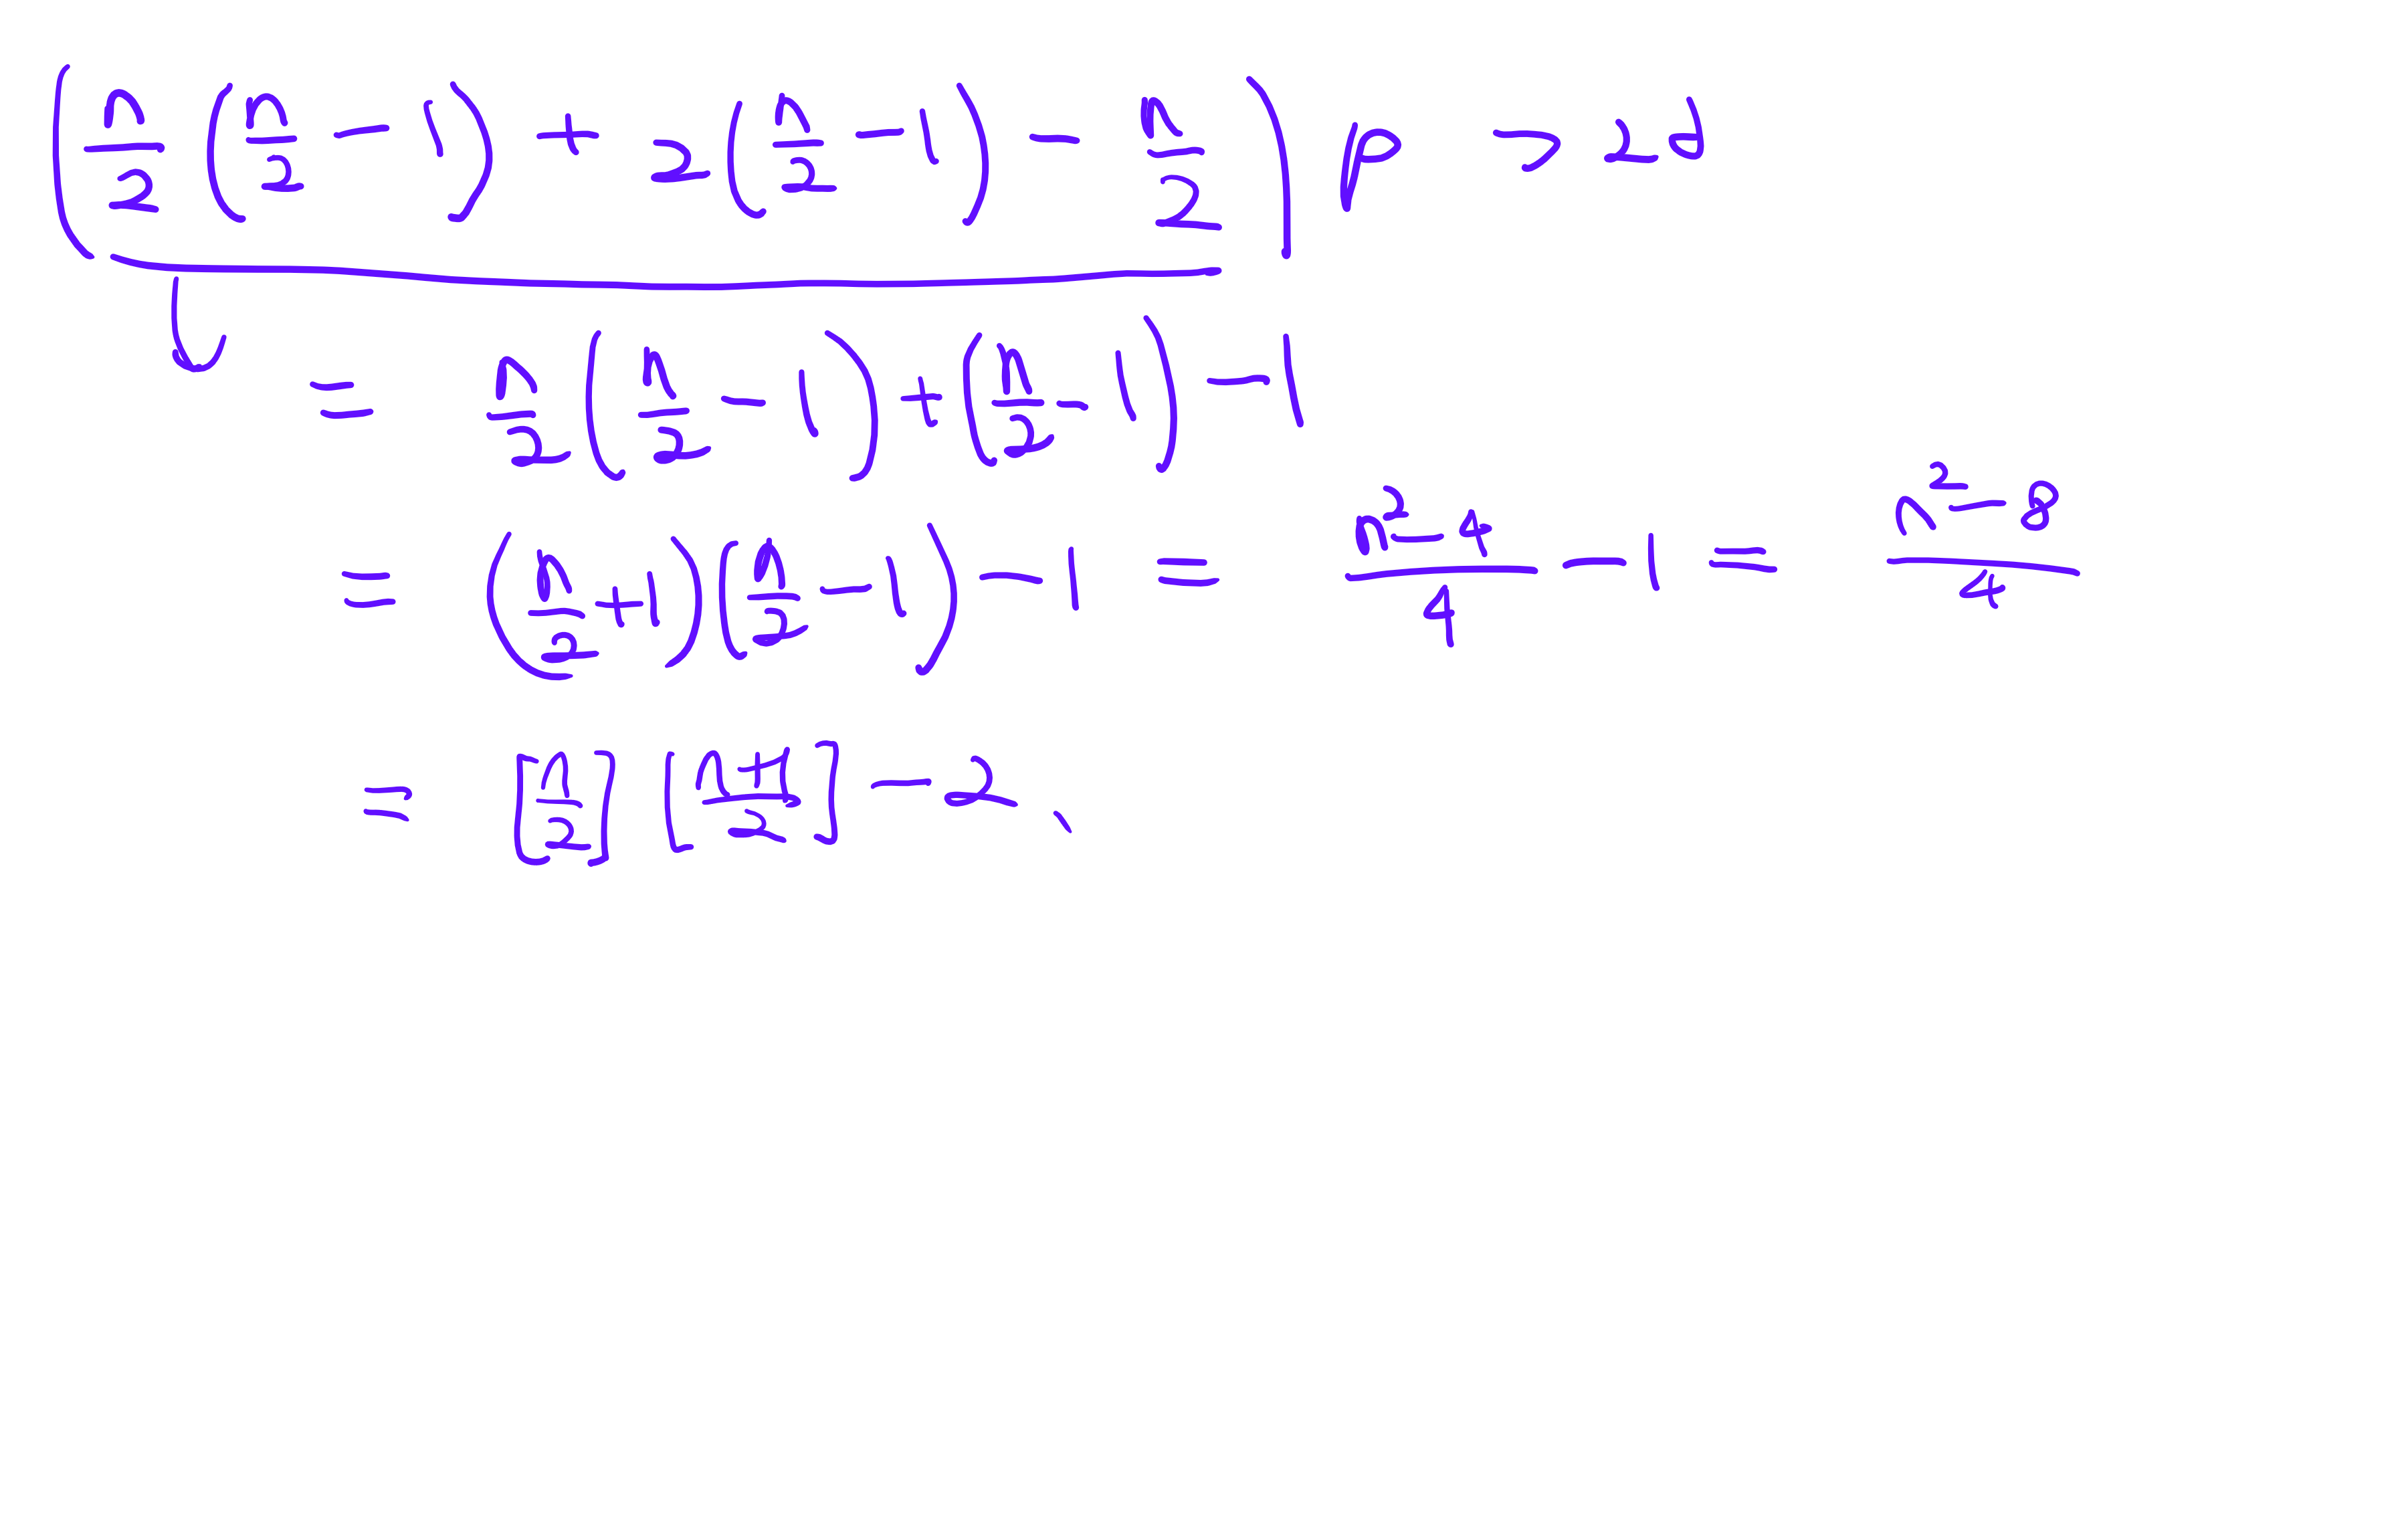 (n/2 (n/2 - 1) + 2(n/2 - 1) - n/2) p > 2d
= n/2 (n/2 - 1) + (n/2 - 1) - 1
= (n/2 + 1)(n/2 - 1) - 1 = (n² - 4)/4 - 1 = (n² - 8)/4
= [n/2] [(n+1)/2] - 2